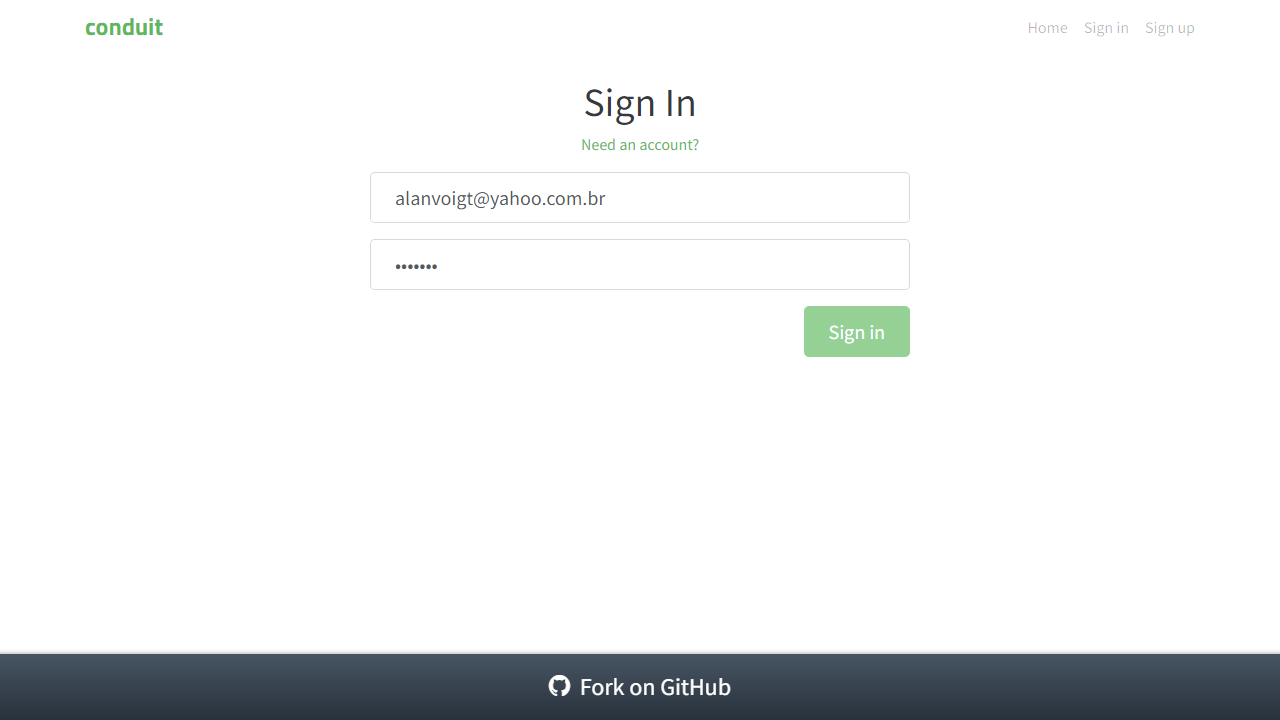 conduit
Home Sign in Sign up
Sign In
Need an account?
alanvoigt@yahoo.com.br
•••••••
Sign in
Fork on GitHub